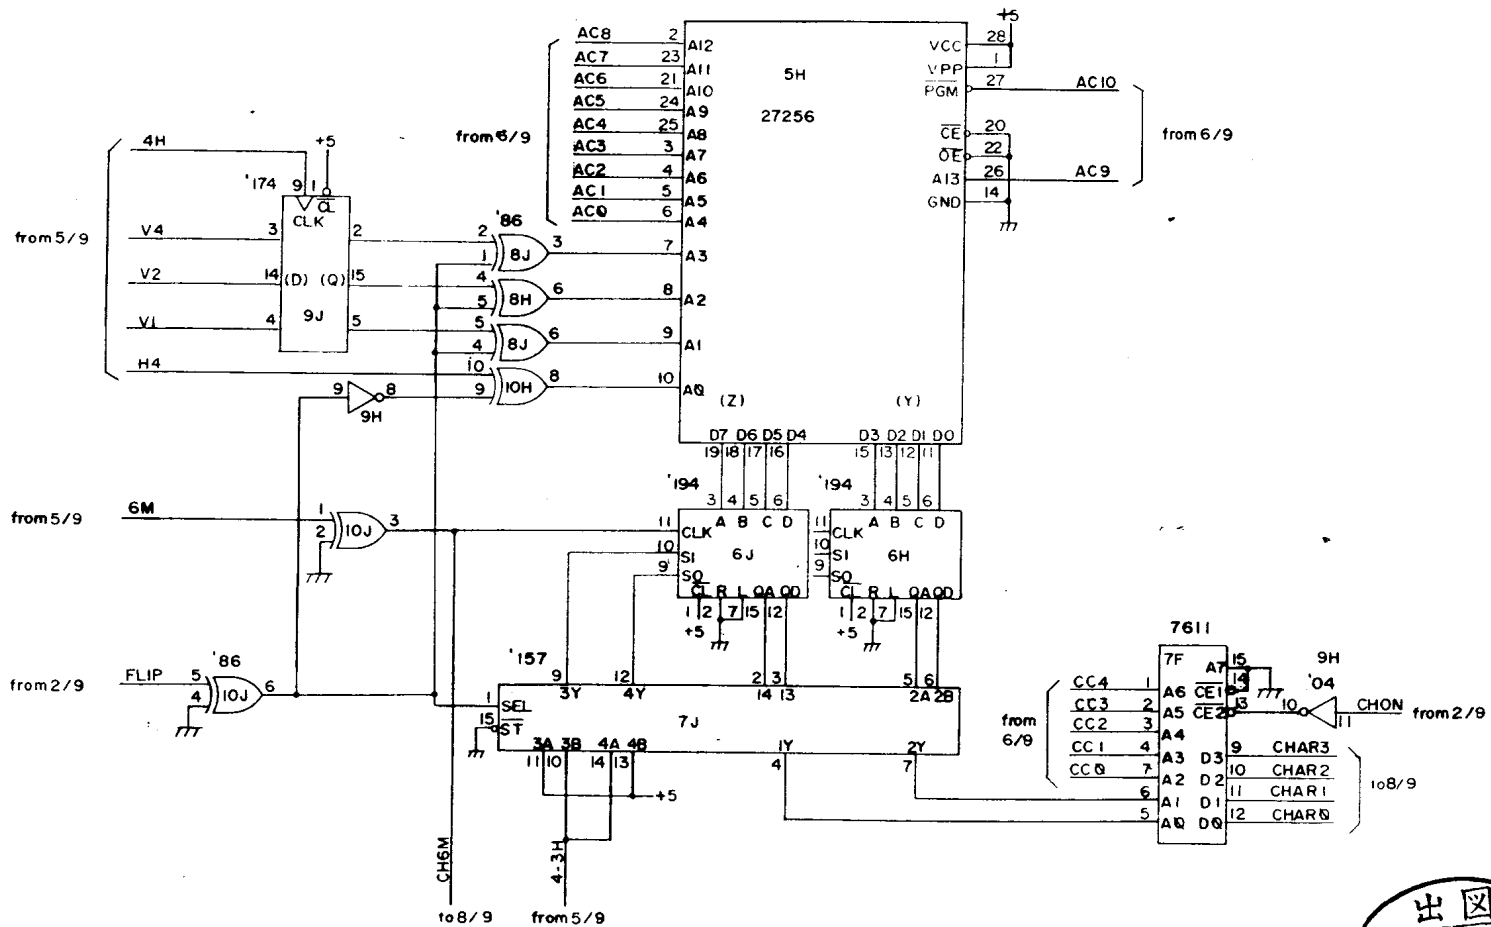 +5
AC8 2 A12
AC7 23 A11
AC6 21 A10
AC5 24 A9
AC4 25 A8
AC3 3 A7
AC2 4 A6
AC1 5 A5
AC0 6 A4
from 6/9
5H
27256
VCC 28
VPP 1
PGM 27 AC10
CE 20
OE 22
A13 26 AC9
GND 14
from 6/9
4H
+5
'174 9 1
CLK CL
from 5/9
V4 3 2
V2 14 (D) (Q) 15
V1 4 9J 5
H4
'86
2 1 8J 3 7 A3
4 5 8H 6 8 A2
5 4 8J 6 9 A1
10 9 10H 8 10 A0
9 9H 8
(Z) (Y)
D7 D6 D5 D4 D3 D2 D1 D0
19 18 17 16 15 13 12 11
'194 '194
3 4 5 6 3 4 5 6
from 5/9 6M 1 2 10J 3
11 CLK A B C D
10 S1 6J
9 S0
CL R L QA QD
1 2 7 15 12
+5
11 CLK A B C D
10 S1 6H
9 S0
CL R L QA QD
1 2 7 15 12
+5
from 2/9 FLIP 5 4 '86 10J 6
'157
9 12 2 3 5 6
3Y 4Y 14 13 2A 2B
1 SEL
15 ST
7J
3A 3B 4A 4B 1Y 2Y
11 10 14 13 4 7
+5
CH6M
4-3H
to 8/9 from 5/9
7611
7F A7 15
CC4 1 A6 CE1 14
CC3 2 A5 CE2 13
CC2 3 A4
CC1 4 A3 D3 9 CHAR3
CC0 7 A2 D2 10 CHAR2
6 A1 D1 11 CHAR1
5 A0 D0 12 CHAR0
from 6/9
9H
'04
10 11 CHON from 2/9
to 8/9
出図